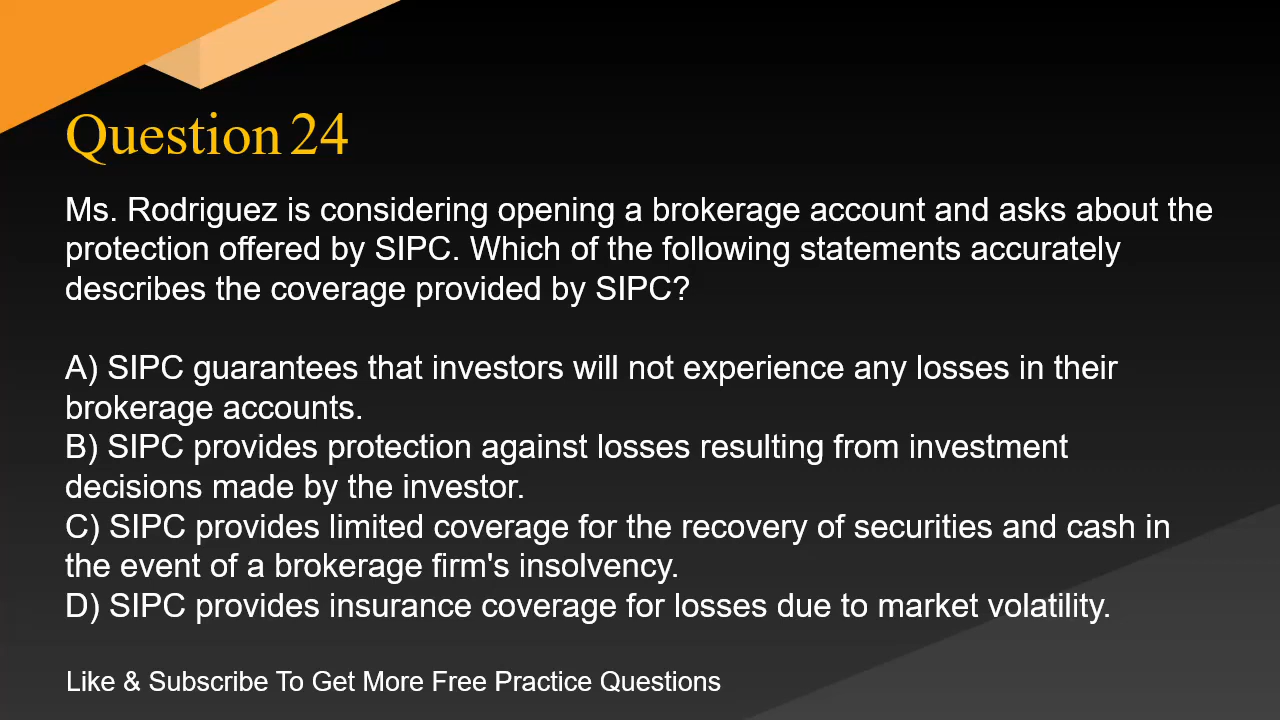 Question 24
Ms. Rodriguez is considering opening a brokerage account and asks about the
protection offered by SIPC. Which of the following statements accurately
describes the coverage provided by SIPC?
A) SIPC guarantees that investors will not experience any losses in their
brokerage accounts.
B) SIPC provides protection against losses resulting from investment
decisions made by the investor.
C) SIPC provides limited coverage for the recovery of securities and cash in
the event of a brokerage firm's insolvency.
D) SIPC provides insurance coverage for losses due to market volatility.
Like & Subscribe To Get More Free Practice Questions